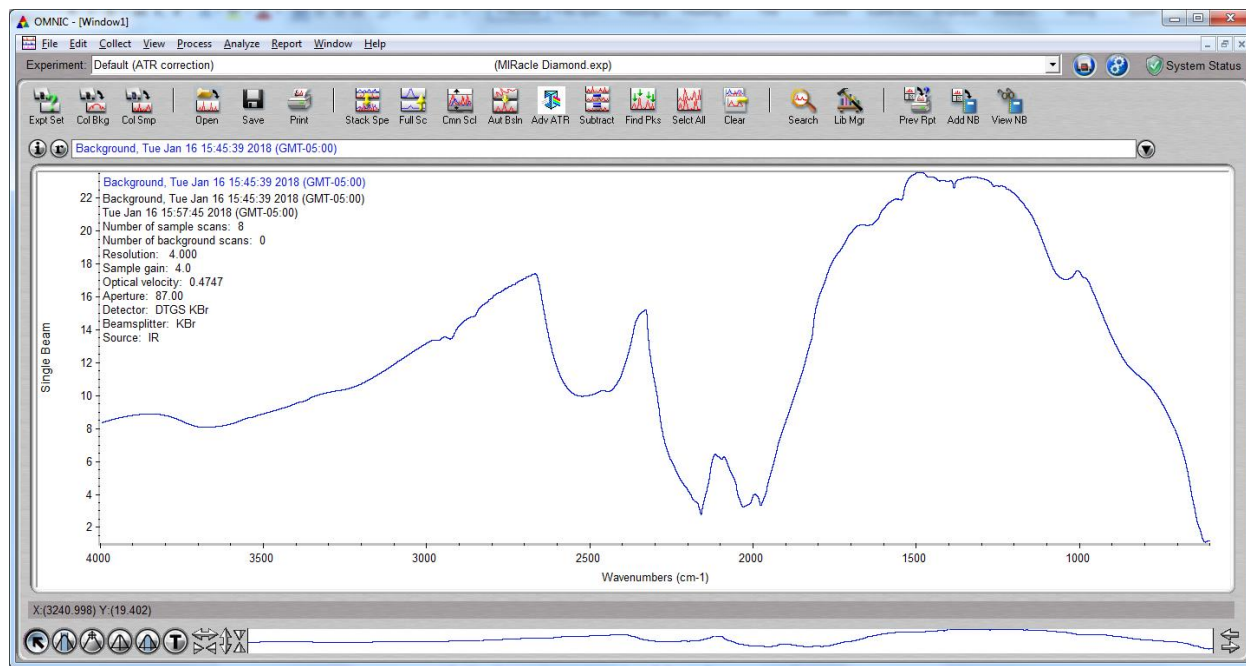 OMNIC - [Window1]
File Edit Collect View Process Analyze Report Window Help
Experiment: Default (ATR correction) (MIRacle Diamond.exp) System Status
Expt Set Col Bkg Col Smp Open Save Print Stack Spe Full Sc Cmn Scl Aut Bsln Adv ATR Subtract Find Pks Selct All Clear Search Lib Mgr Prev Rpt Add NB View NB
Background, Tue Jan 16 15:45:39 2018 (GMT-05:00)
Background, Tue Jan 16 15:45:39 2018 (GMT-05:00)
Background, Tue Jan 16 15:45:39 2018 (GMT-05:00)
Tue Jan 16 15:57:45 2018 (GMT-05:00)
Number of sample scans: 8
Number of background scans: 0
Resolution: 4.000
Sample gain: 4.0
Optical velocity: 0.4747
Aperture: 87.00
Detector: DTGS KBr
Beamsplitter: KBr
Source: IR
22
20
18
16
14
12
10
8
6
4
2
Single Beam
4000 3500 3000 2500 2000 1500 1000
Wavenumbers (cm-1)
X:(3240.998) Y:(19.402)
T